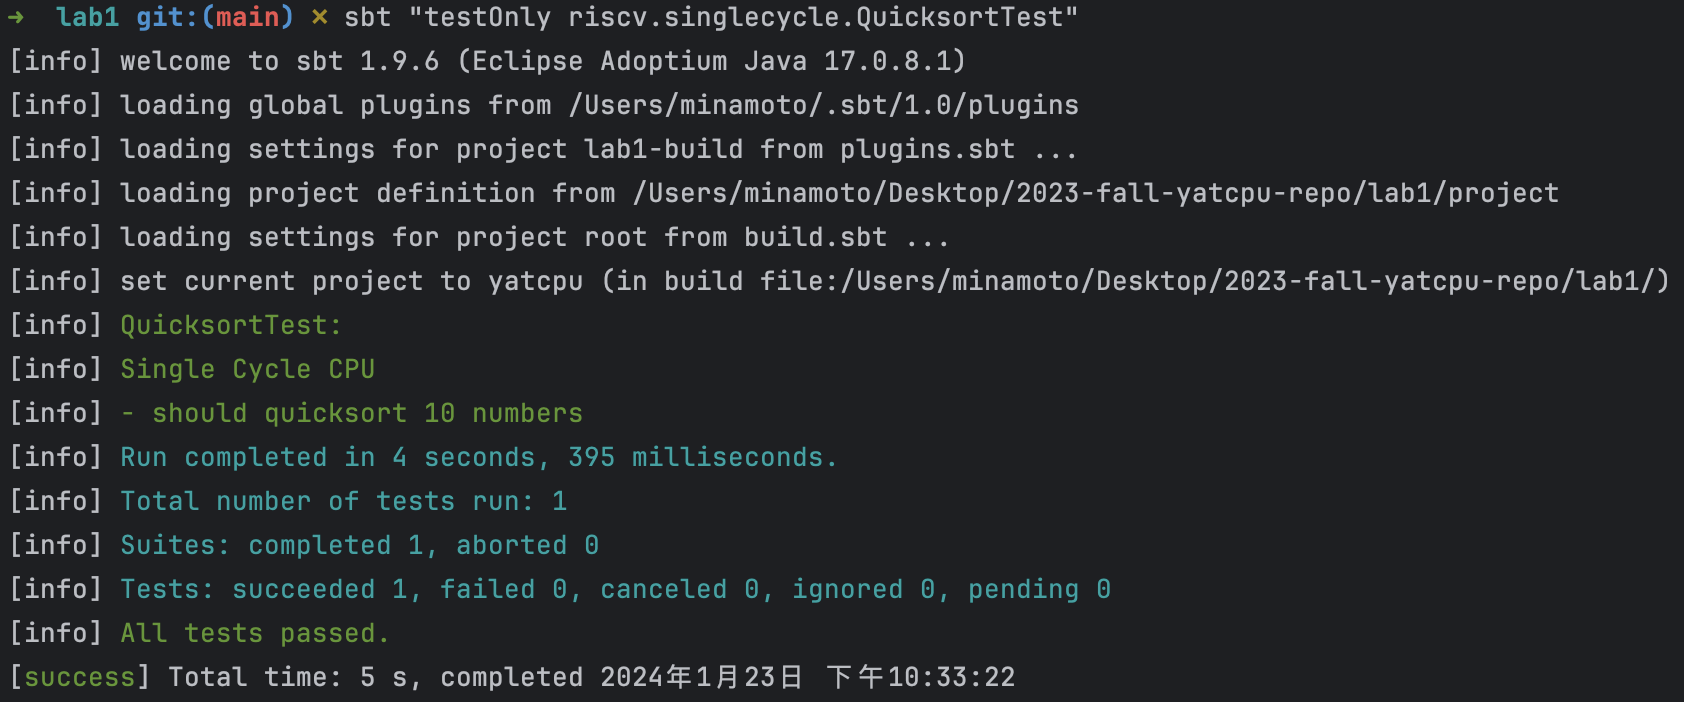 ➜  lab1 git:(main) ✗ sbt "testOnly riscv.singlecycle.QuicksortTest"
[info] welcome to sbt 1.9.6 (Eclipse Adoptium Java 17.0.8.1)
[info] loading global plugins from /Users/minamoto/.sbt/1.0/plugins
[info] loading settings for project lab1-build from plugins.sbt ...
[info] loading project definition from /Users/minamoto/Desktop/2023-fall-yatcpu-repo/lab1/project
[info] loading settings for project root from build.sbt ...
[info] set current project to yatcpu (in build file:/Users/minamoto/Desktop/2023-fall-yatcpu-repo/lab1/)
[info] QuicksortTest:
[info] Single Cycle CPU
[info] - should quicksort 10 numbers
[info] Run completed in 4 seconds, 395 milliseconds.
[info] Total number of tests run: 1
[info] Suites: completed 1, aborted 0
[info] Tests: succeeded 1, failed 0, canceled 0, ignored 0, pending 0
[info] All tests passed.
[success] Total time: 5 s, completed 2024年1月23日 下午10:33:22